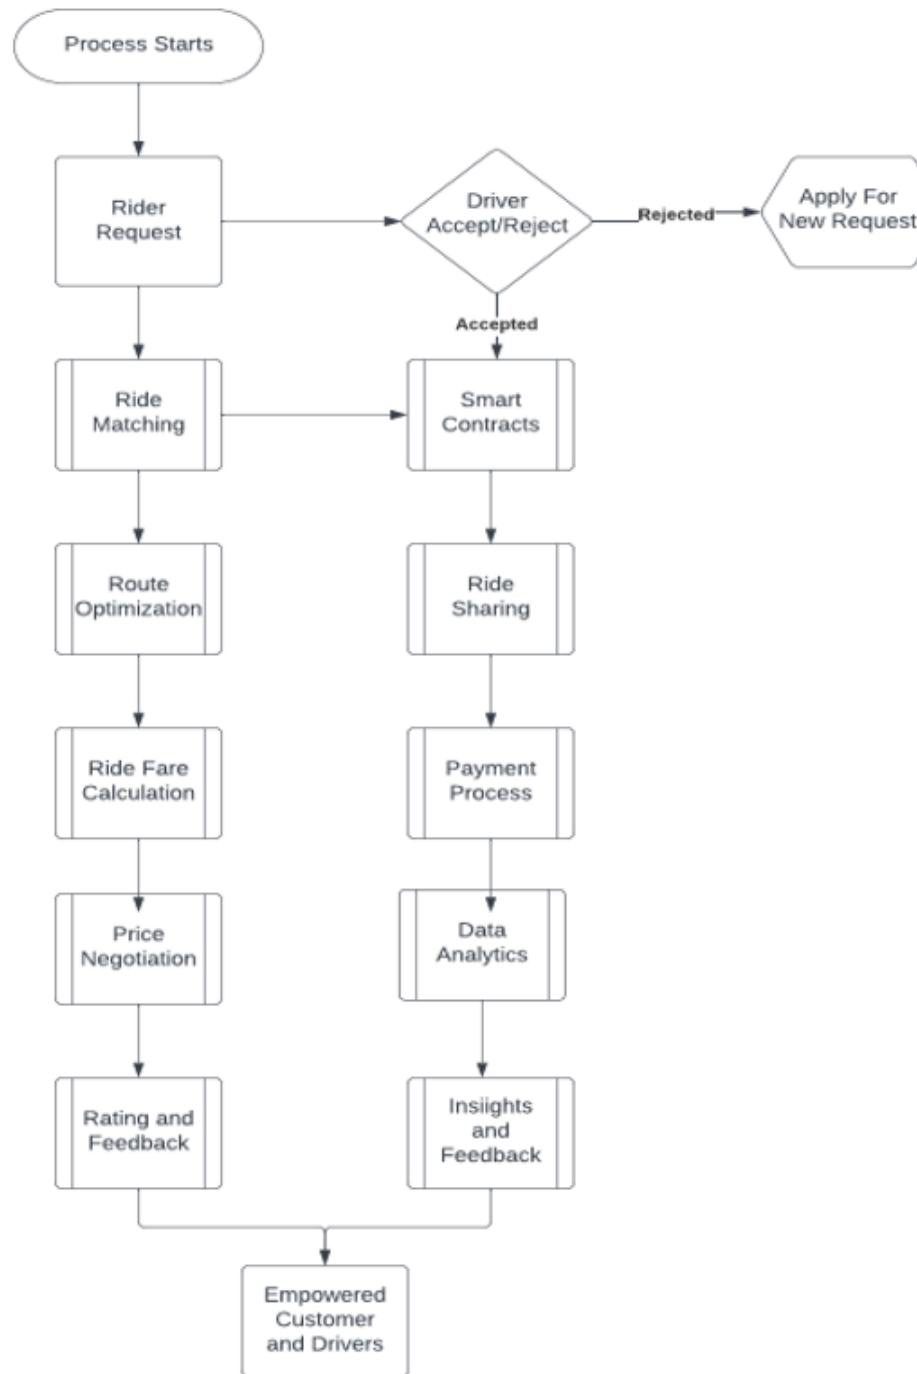 Process Starts
Rider
Request
Driver
Accept/Reject
Rejected
Apply For
New Request
Accepted
Ride
Matching
Smart
Contracts
Route
Optimization
Ride
Sharing
Ride Fare
Calculation
Payment
Process
Price
Negotiation
Data
Analytics
Rating and
Feedback
Insiights
and
Feedback
Empowered
Customer
and Drivers